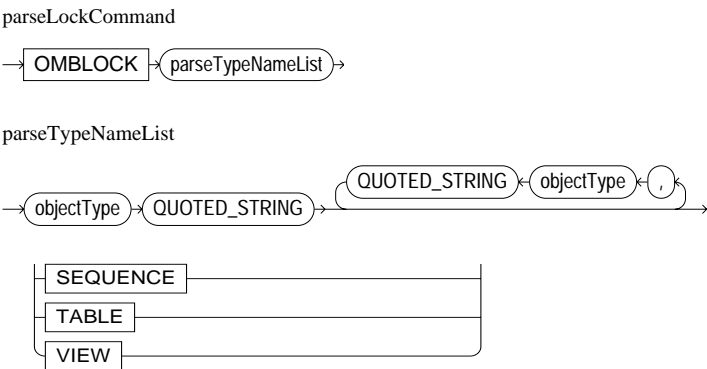 parseLockCommand
OMBLOCK parseTypeNameList
parseTypeNameList
QUOTED_STRING objectType ,
objectType QUOTED_STRING
SEQUENCE
TABLE
VIEW